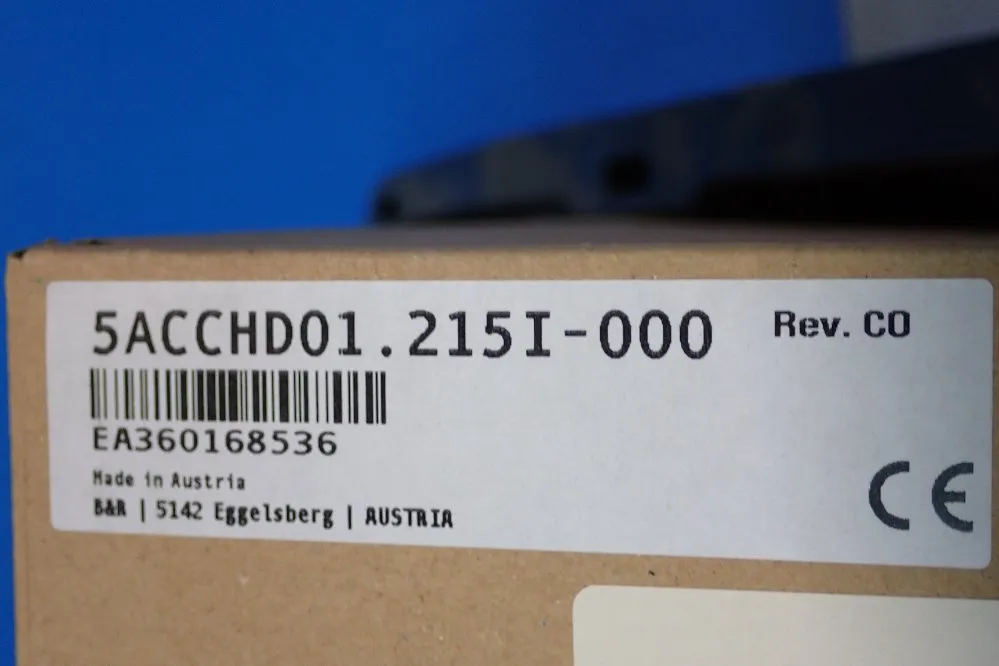 5ACCHD01.215I-000 Rev. C0
EA360168536
Made in Austria
B&R | 5142 Eggelsberg | AUSTRIA
CE